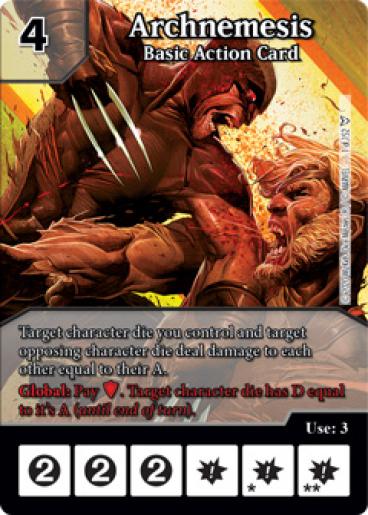 4
Archnemesis
Basic Action Card
Target character die you control and target
opposing character die deal damage to each
other equal to their A.
Global: Pay . Target character die has D equal
to it's A (until end of turn).
Use: 3
2 2 2 ! ! !
* **